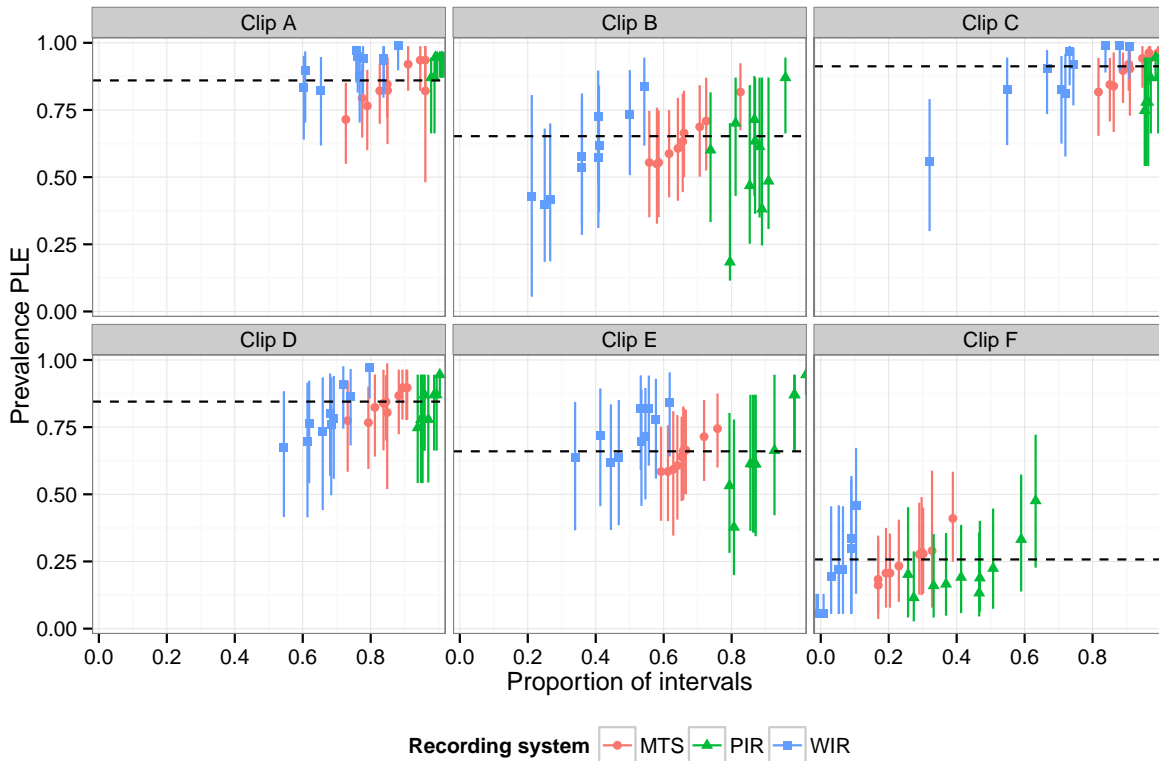 Clip A Clip B Clip C
1.00
0.75
0.50
0.25
0.00
Prevalence PLE
Clip D Clip E Clip F
1.00
0.75
0.50
0.25
0.00
0.0 0.2 0.4 0.6 0.8 0.0 0.2 0.4 0.6 0.8 0.0 0.2 0.4 0.6 0.8
Proportion of intervals
Recording system MTS PIR WIR